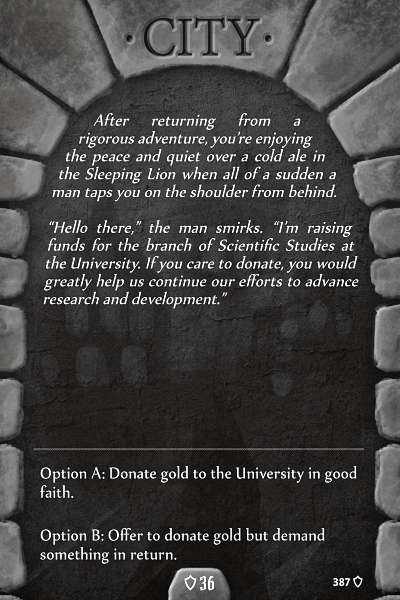 · CITY ·
After returning from a
rigorous adventure, you're enjoying
the peace and quiet over a cold ale in
the Sleeping Lion when all of a sudden a
man taps you on the shoulder from behind.
“Hello there,” the man smirks. “I'm raising
funds for the branch of Scientific Studies at
the University. If you care to donate, you would
greatly help us continue our efforts to advance
research and development.”
Option A: Donate gold to the University in good
faith.
Option B: Offer to donate gold but demand
something in return.
36
387